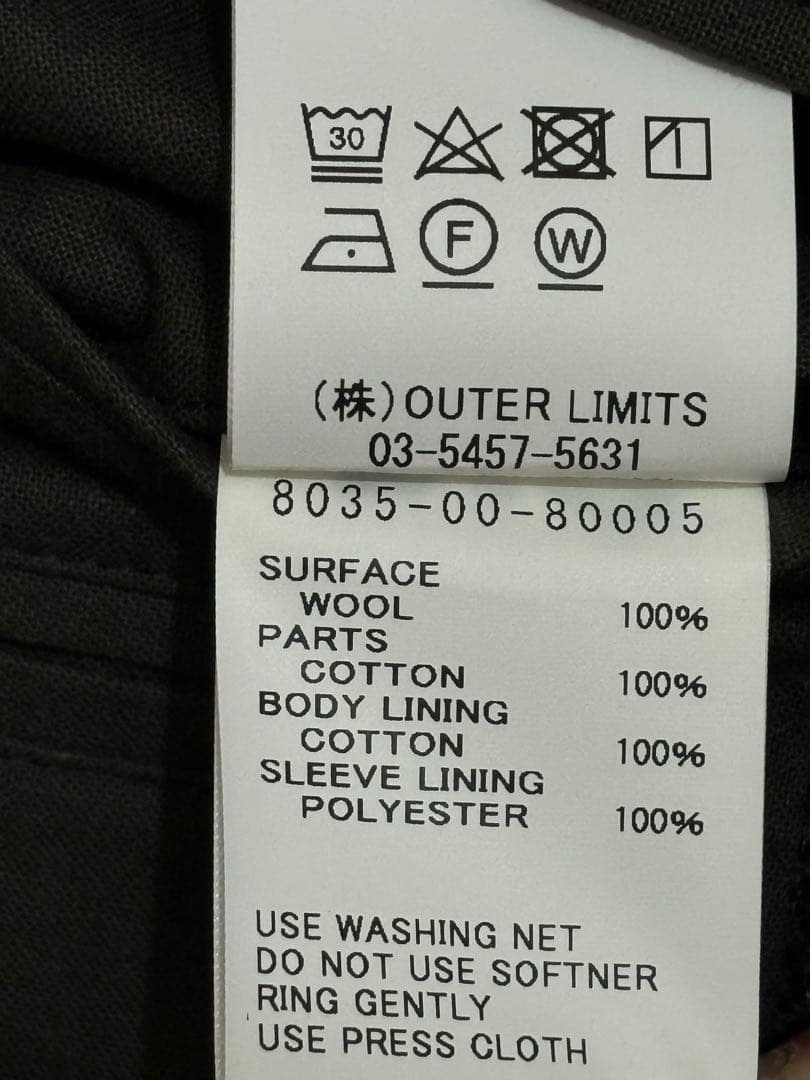 30
F
W
(株)OUTER LIMITS
03-5457-5631
8035-00-80005
SURFACE
WOOL 100%
PARTS
COTTON 100%
BODY LINING
COTTON 100%
SLEEVE LINING
POLYESTER 100%
USE WASHING NET
DO NOT USE SOFTNER
RING GENTLY
USE PRESS CLOTH